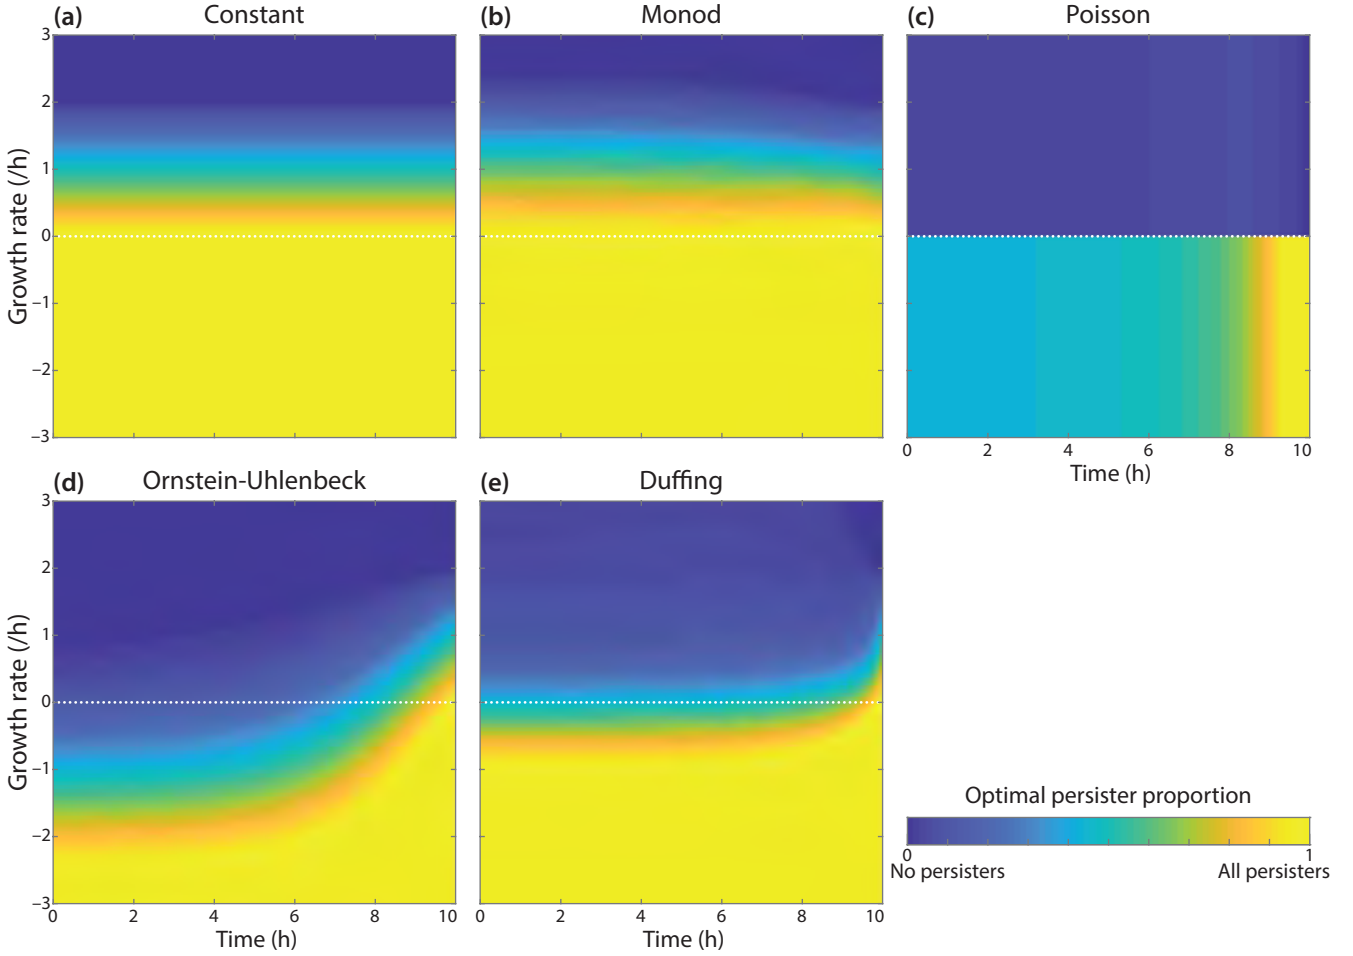 (a) Constant
(b) Monod
(c) Poisson
3
2
1
0
−1
−2
−3
Growth rate (/h)
0 2 4 6 8 10
Time (h)
(d) Ornstein-Uhlenbeck
(e) Duffing
3
2
1
0
−1
−2
−3
Growth rate (/h)
0 2 4 6 8 10
Time (h)
0 2 4 6 8 10
Time (h)
Optimal persister proportion
0 1
No persisters All persisters